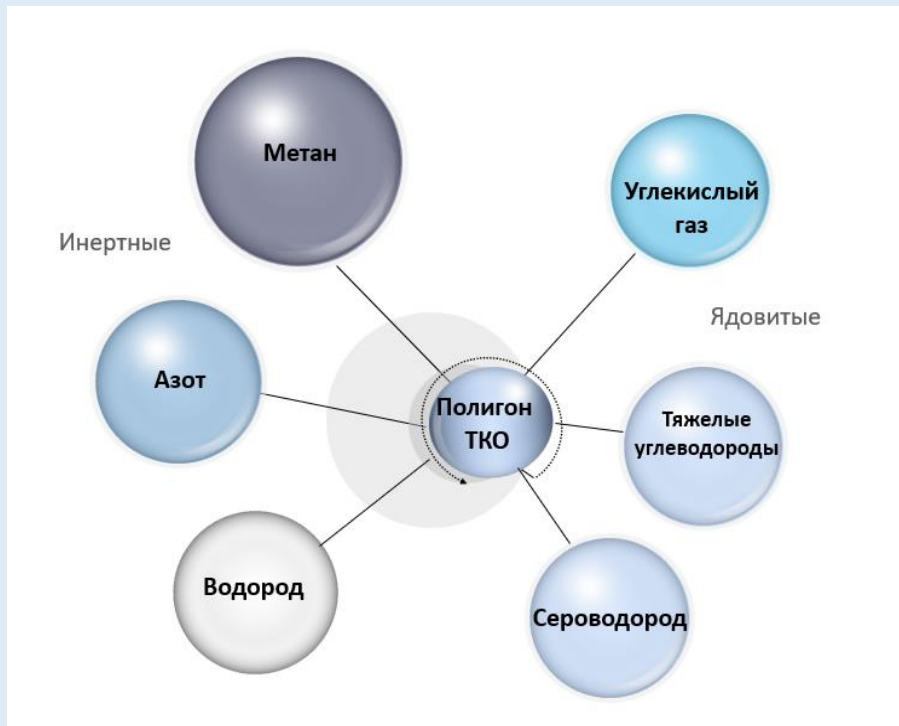 Метан
Углекислый
газ
Инертные
Ядовитые
Азот
Полигон
ТКО
Тяжелые
углеводороды
Водород
Сероводород